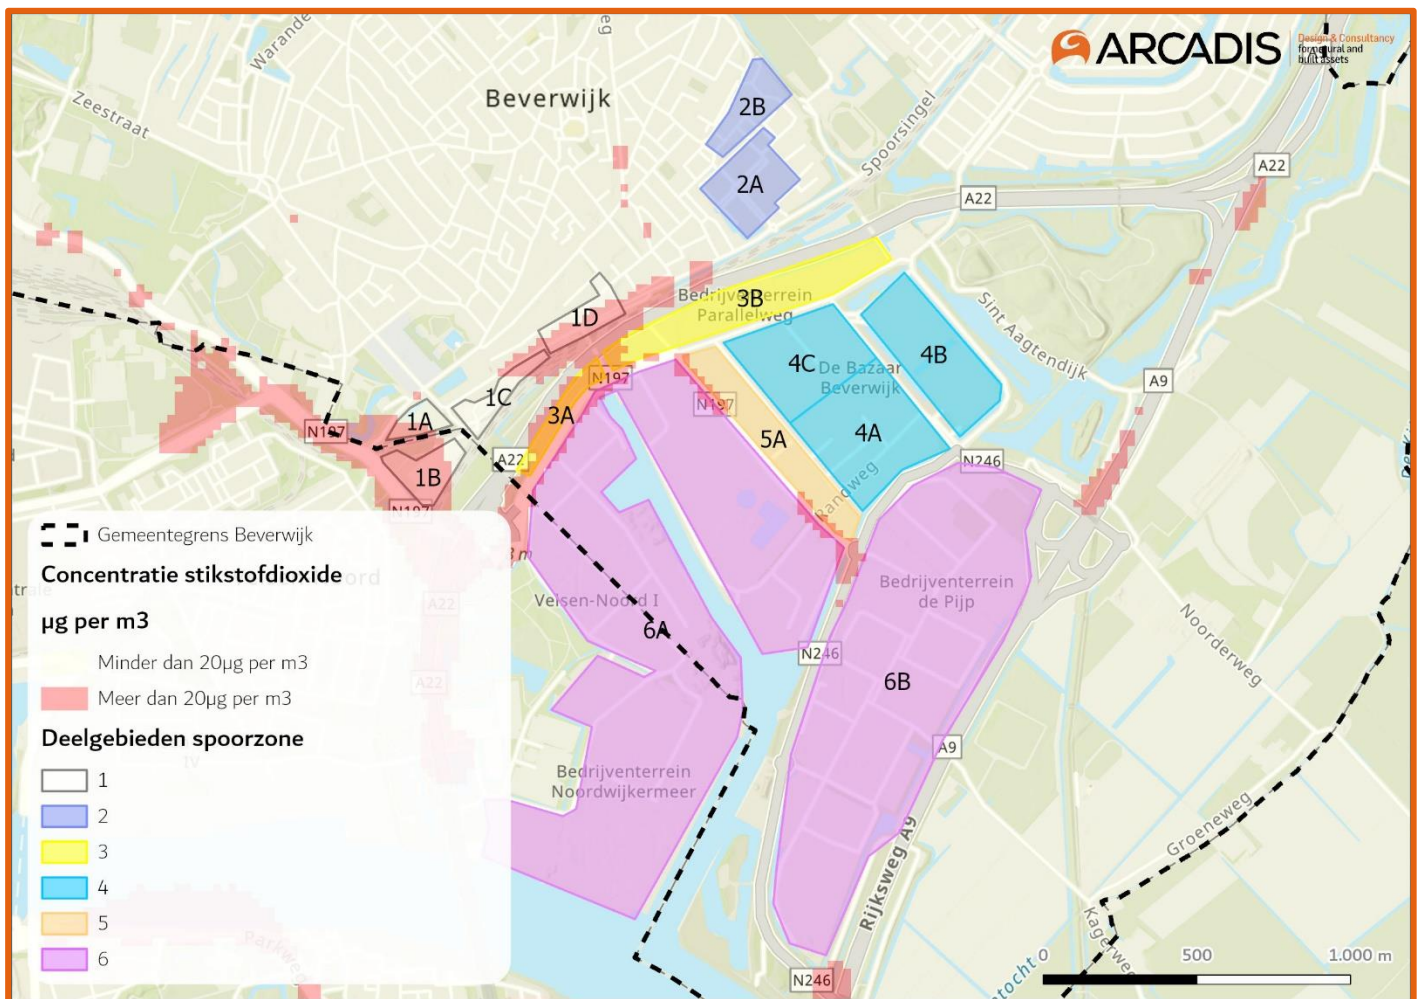 ARCADIS
Design & Consultancy
for natural and
built assets
Warande
Zeestraat
Beverwijk
Spoorsingel
2B
2A
A22
A22
Bedrijventerrein
Parallelweg
3B
1D
Sint Aagtendijk
4C
4B
De Bazaar
Beverwijk
N197
N197
A9
1C
1A
3A
5A
4A
N197
A22
N246
1B
N197
Randweg
Gemeentegrens Beverwijk
Concentratie stikstofdioxide
µg per m3
Minder dan 20µg per m3
Meer dan 20µg per m3
Deelgebieden spoorzone
1
2
3
4
5
6
A22
A22
IV
Velsen-Noord I
6A
Bedrijventerrein
de Pijp
N246
6B
Noorderweg
A9
Bedrijventerrein
Noordwijkermeer
Groeneweg
Rijksweg A9
Kagerweg
Parkweg
N246
0 500 1.000 m